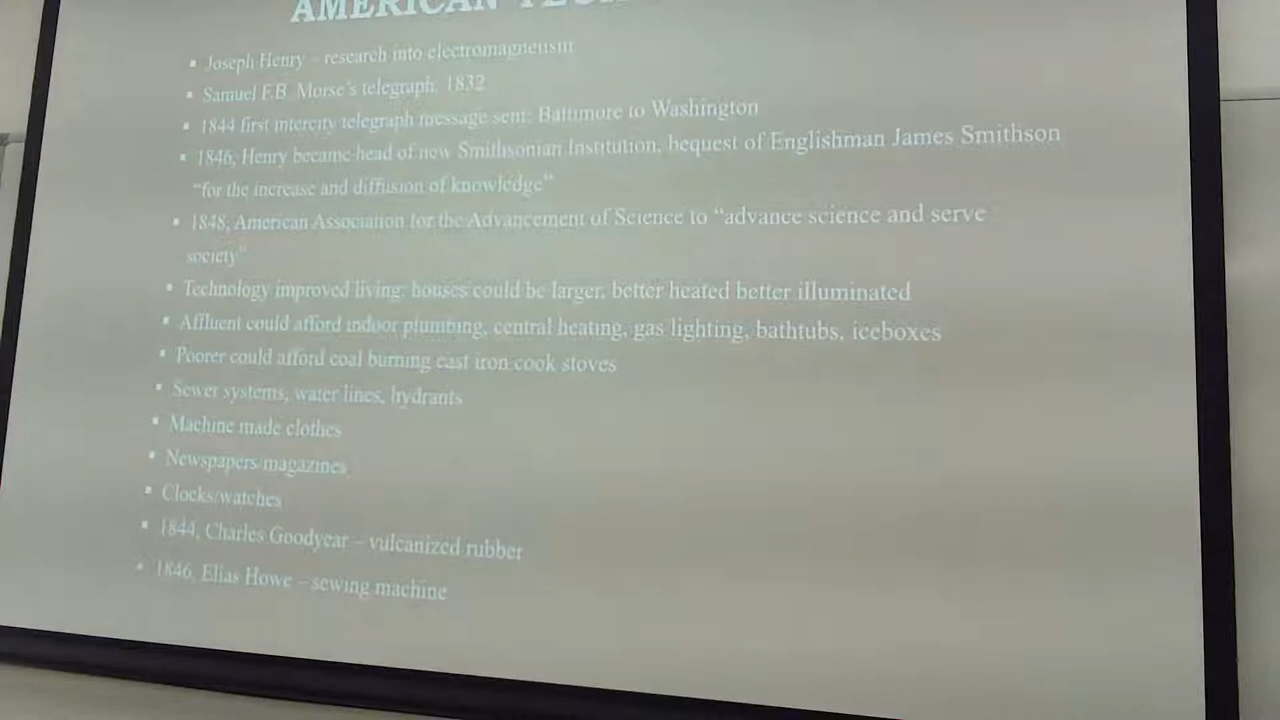 AMERICAN
▪ Joseph Henry – research into electromagnetism
▪ Samuel F.B. Morse's telegraph, 1832
▪ 1844 first intercity telegraph message sent: Baltimore to Washington
▪ 1846, Henry became head of new Smithsonian Institution, bequest of Englishman James Smithson
"for the increase and diffusion of knowledge"
▪ 1848, American Association for the Advancement of Science to "advance science and serve
society"
▪ Technology improved living: houses could be larger, better heated better illuminated
▪ Affluent could afford indoor plumbing, central heating, gas lighting, bathtubs, iceboxes
▪ Poorer could afford coal burning cast iron cook stoves
▪ Sewer systems, water lines, hydrants
▪ Machine made clothes
▪ Newspapers/magazines
▪ Clocks/watches
▪ 1844, Charles Goodyear – vulcanized rubber
▪ 1846, Elias Howe – sewing machine